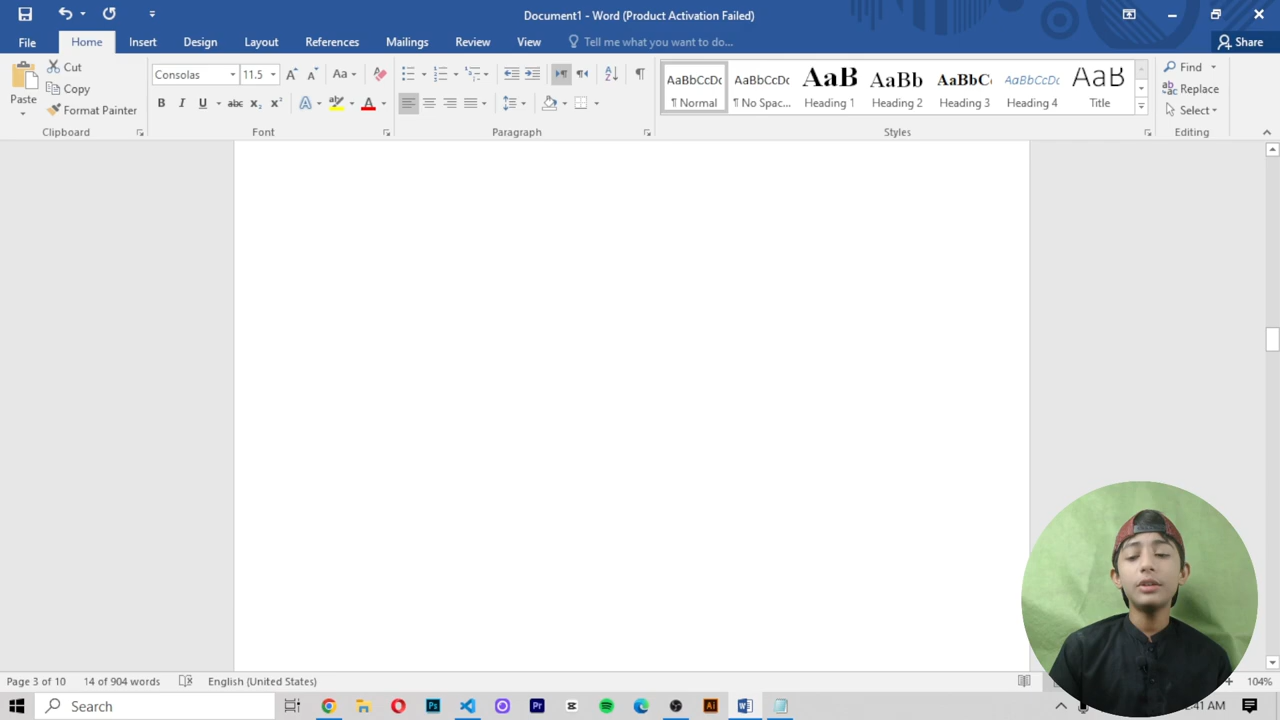 Document1 - Word (Product Activation Failed)
File Home Insert Design Layout References Mailings Review View Tell me what you want to do... Share
Paste
Cut
Copy
Format Painter
Clipboard
Consolas 11.5
Font
Paragraph
AaBbCcDc AaBbCcDc AaB AaBb AaBbC AaBbCcDc AaB
¶ Normal ¶ No Spac... Heading 1 Heading 2 Heading 3 Heading 4 Title
Styles
Find
Replace
Select
Editing
Page 3 of 10 14 of 904 words English (United States) 104%
Search
:41 AM